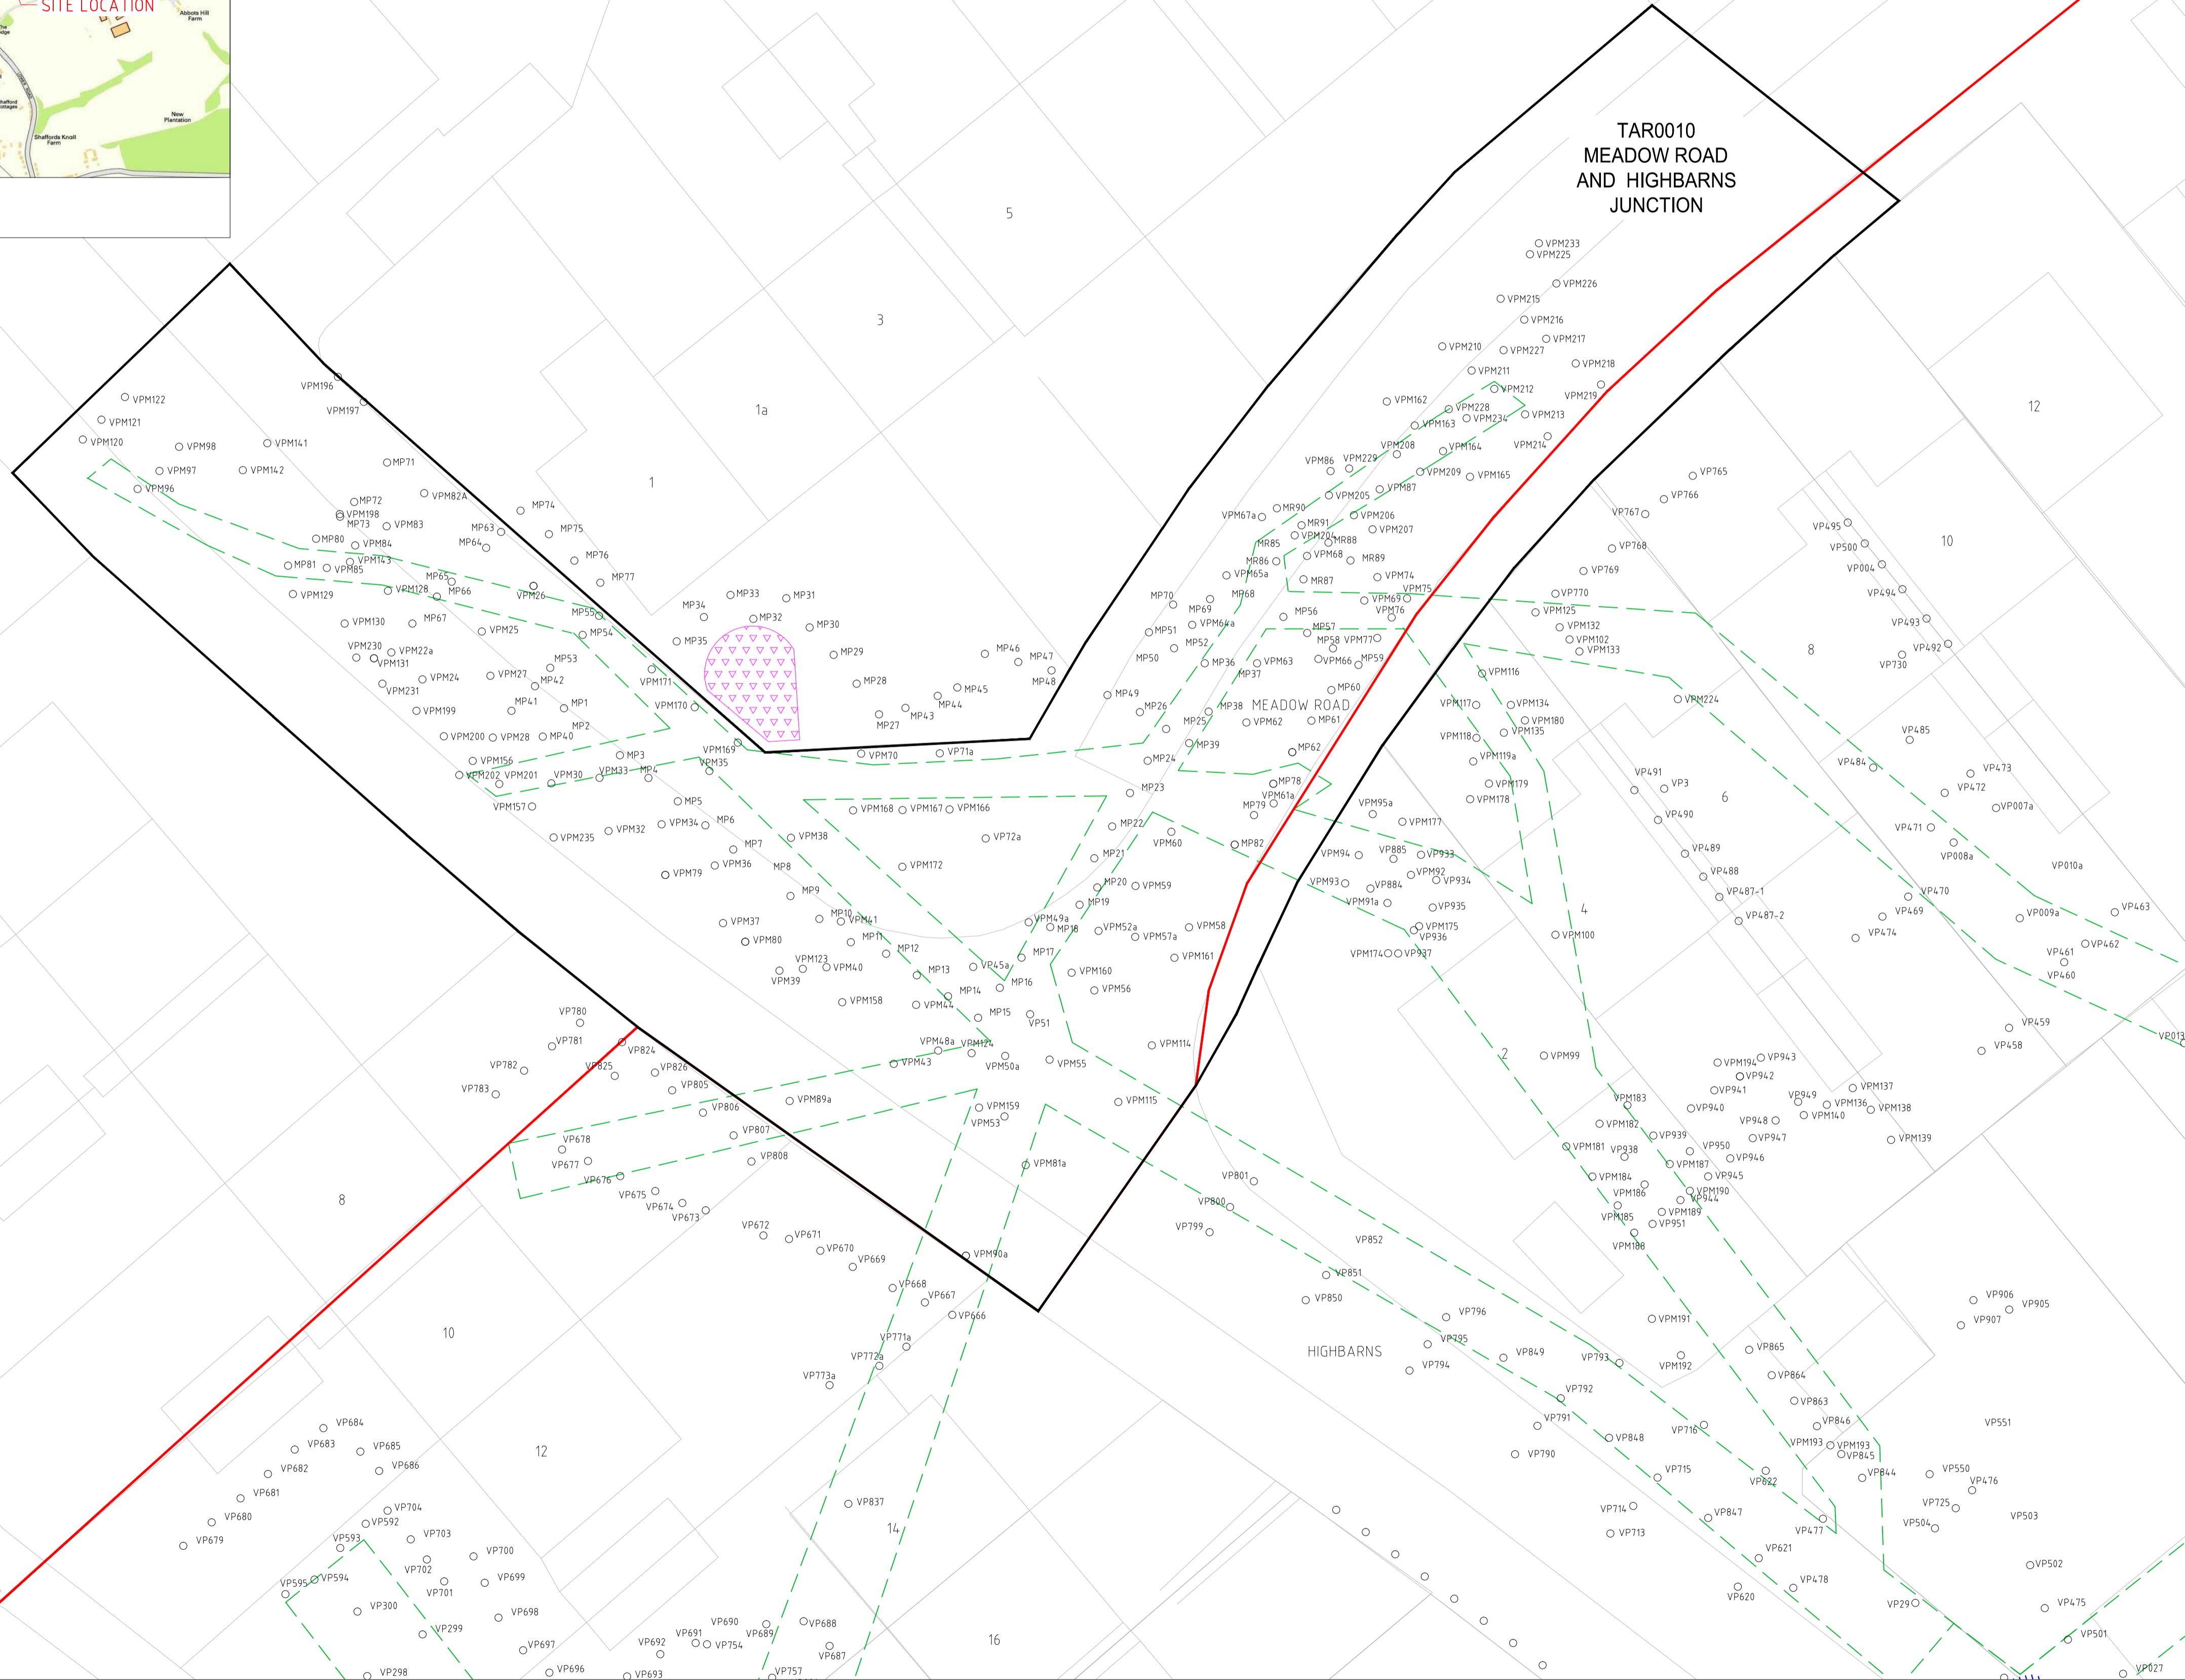 SITE LOCATION
Abbots Hill
Farm
New
Plantation
Shaffords Knoll
Farm
TAR0010
MEADOW ROAD
AND HIGHBARNS
JUNCTION
5
3
1a
1
12
10
8
6
4
2
MEADOW ROAD
HIGHBARNS
8
10
12
14
16
VPM233
VPM225
VPM226
VPM215
VPM216
VPM217
VPM210
VPM227
VPM218
VPM211
VPM212
VPM219
VPM162
VPM228
VPM234
VPM213
VPM163
VPM214
VPM208
VPM164
VPM86
VPM229
VPM209
VPM165
VPM205
VPM87
VPM206
VPM207
MR90
VPM67a
MR91
VPM204
MR85
MR88
MR86
VPM68
MR89
VPM65a
MR87
VPM74
VPM75
VPM69
VPM76
MP70
MP69
MP68
MP56
VPM64a
MP57
VPM77
MP51
MP52
MP58
MP50
MP36
VPM63
VPM66
MP59
MP37
MP60
MP49
MP26
MP38
VPM62
MP61
MP25
MP39
MP62
MP24
MP78
VPM61a
MP23
MP79
MP22
VPM60
MP82
MP21
MP20
VPM59
MP19
VPM49a
MP18
VPM52a
VPM57a
VPM58
VPM161
MP17
VPM160
VPM56
MP16
VP45a
VP51
MP15
MP14
MP13
VPM44
MP12
MP11
MP10
VPM41
MP9
MP8
MP7
VPM36
VPM38
VPM168
VPM167
VPM166
VP72a
VPM172
VPM70
VP71a
VPM196
VPM197
VPM122
VPM121
VPM120
VPM98
VPM141
VPM97
VPM142
VPM96
MP71
VPM82A
MP72
VPM198
MP73
VPM83
MP80
VPM84
VPM143
MP81
VPM85
VPM128
VPM129
MP65
MP66
MP63
MP64
MP74
MP75
MP76
MP77
VPM26
MP55
MP54
VPM130
MP67
VPM25
VPM230
VPM131
VPM22a
VPM231
VPM24
VPM27
MP53
MP42
VPM199
MP41
MP1
MP2
VPM200
VPM28
MP40
VPM156
MP3
VPM202
VPM201
VPM30
VPM33
MP4
VPM35
VPM157
MP5
VPM235
VPM32
VPM34
MP6
VPM79
VPM37
VPM80
VPM123
VPM40
VPM39
VPM158
VPM171
VPM170
VPM169
MP34
MP33
MP31
MP32
MP30
MP35
MP29
MP28
MP27
MP43
MP44
MP45
MP46
MP47
MP48
VPM48a
VPM124
VPM43
VPM50a
VPM55
VPM114
VPM115
VPM159
VPM53
VPM89a
VPM81a
VPM90a
VP780
VP781
VP782
VP783
VP824
VP825
VP826
VP805
VP806
VP807
VP808
VP678
VP677
VP676
VP675
VP674
VP673
VP672
VP671
VP670
VP669
VP668
VP667
VP666
VP771a
VP772a
VP773a
VP684
VP683
VP685
VP682
VP686
VP681
VP680
VP679
VP704
VP592
VP593
VP703
VP702
VP700
VP701
VP699
VP594
VP595
VP300
VP698
VP299
VP697
VP298
VP696
VP837
VP690
VP691
VP689
VP688
VP692
VP754
VP687
VP693
VP757
VP765
VP766
VP767
VP768
VP769
VP770
VPM125
VPM132
VPM102
VPM133
VPM116
VPM117
VPM134
VPM180
VPM118
VPM135
VPM119a
VPM179
VPM178
VPM95a
VPM177
VPM94
VP885
VP933
VPM92
VPM93
VP884
VP934
VPM91a
VP935
VPM175
VP936
VPM174
VP937
VPM100
VPM99
VPM224
VP495
VP500
VP004
VP494
VP493
VP492
VP730
VP485
VP484
VP473
VP472
VP007a
VP471
VP008a
VP010a
VP491
VP3
VP490
VP489
VP488
VP487-1
VP487-2
VP470
VP469
VP474
VP009a
VP463
VP462
VP461
VP460
VP459
VP458
VP013
VPM194
VP943
VP942
VP941
VP940
VP949
VPM137
VPM136
VPM140
VPM138
VP948
VP947
VPM139
VPM183
VPM182
VP939
VPM181
VP938
VP950
VP946
VPM187
VP945
VPM184
VPM186
VPM190
VP944
VPM185
VPM189
VP951
VPM188
VP801
VP800
VP799
VP852
VP851
VP850
VP796
VP795
VP794
VP849
VP793
VP792
VP791
VP790
VP848
VP716
VP715
VP622
VP714
VP713
VP847
VP477
VP621
VP478
VP620
VP29
VPM191
VPM192
VP865
VP864
VP863
VP846
VPM193
VPM193
VP845
VP844
VP906
VP905
VP907
VP551
VP550
VP476
VP725
VP504
VP503
VP502
VP475
VP501
VP027